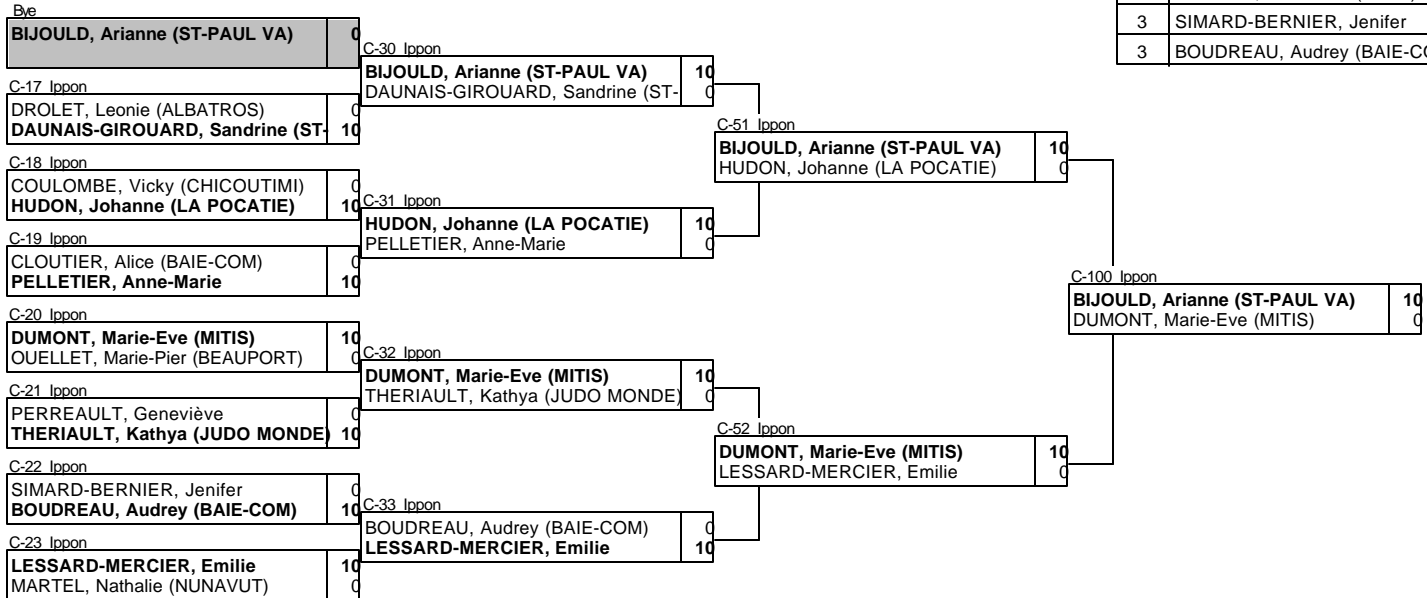 Bye
BIJOULD, Arianne (ST-PAUL VA) 0
C-17 Ippon
DROLET, Leonie (ALBATROS) 0
DAUNAIS-GIROUARD, Sandrine (ST- 10
C-18 Ippon
COULOMBE, Vicky (CHICOUTIMI) 0
HUDON, Johanne (LA POCATIE) 10
C-19 Ippon
CLOUTIER, Alice (BAIE-COM) 0
PELLETIER, Anne-Marie 10
C-20 Ippon
DUMONT, Marie-Eve (MITIS) 10
OUELLET, Marie-Pier (BEAUPORT) 0
C-21 Ippon
PERREAULT, Geneviève 0
THERIAULT, Kathya (JUDO MONDE) 10
C-22 Ippon
SIMARD-BERNIER, Jenifer 0
BOUDREAU, Audrey (BAIE-COM) 10
C-23 Ippon
LESSARD-MERCIER, Emilie 10
MARTEL, Nathalie (NUNAVUT) 0
C-30 Ippon
BIJOULD, Arianne (ST-PAUL VA) 10
DAUNAIS-GIROUARD, Sandrine (ST- 0
C-31 Ippon
HUDON, Johanne (LA POCATIE) 10
PELLETIER, Anne-Marie 0
C-32 Ippon
DUMONT, Marie-Eve (MITIS) 10
THERIAULT, Kathya (JUDO MONDE) 0
C-33 Ippon
BOUDREAU, Audrey (BAIE-COM) 0
LESSARD-MERCIER, Emilie 10
C-51 Ippon
BIJOULD, Arianne (ST-PAUL VA) 10
HUDON, Johanne (LA POCATIE) 0
C-52 Ippon
DUMONT, Marie-Eve (MITIS) 10
LESSARD-MERCIER, Emilie 0
C-100 Ippon
BIJOULD, Arianne (ST-PAUL VA) 10
DUMONT, Marie-Eve (MITIS) 0
3 SIMARD-BERNIER, Jenifer
3 BOUDREAU, Audrey